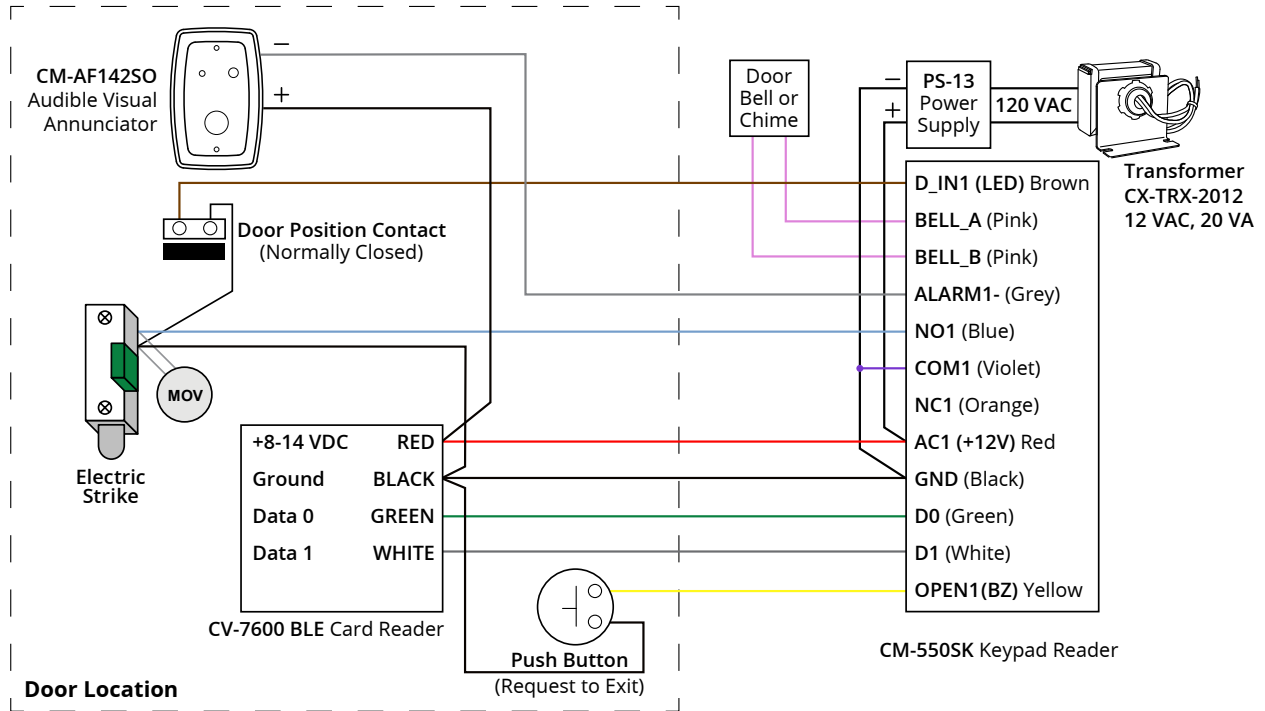 CM-AF142SO
Audible Visual
Annunciator
−
+
Door
Bell or
Chime
−
+
PS-13
Power
Supply
120 VAC
Transformer
CX-TRX-2012
12 VAC, 20 VA
D_IN1 (LED) Brown
BELL_A (Pink)
BELL_B (Pink)
ALARM1- (Grey)
NO1 (Blue)
COM1 (Violet)
NC1 (Orange)
AC1 (+12V) Red
GND (Black)
D0 (Green)
D1 (White)
OPEN1(BZ) Yellow
CM-550SK Keypad Reader
Door Position Contact
(Normally Closed)
MOV
Electric
Strike
+8-14 VDC RED
Ground BLACK
Data 0 GREEN
Data 1 WHITE
CV-7600 BLE Card Reader
Push Button
(Request to Exit)
Door Location